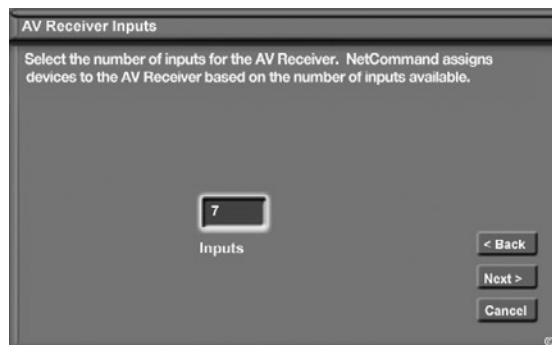 AV Receiver Inputs
Select the number of inputs for the AV Receiver. NetCommand assigns
devices to the AV Receiver based on the number of inputs available.
7
Inputs
< Back
Next >
Cancel